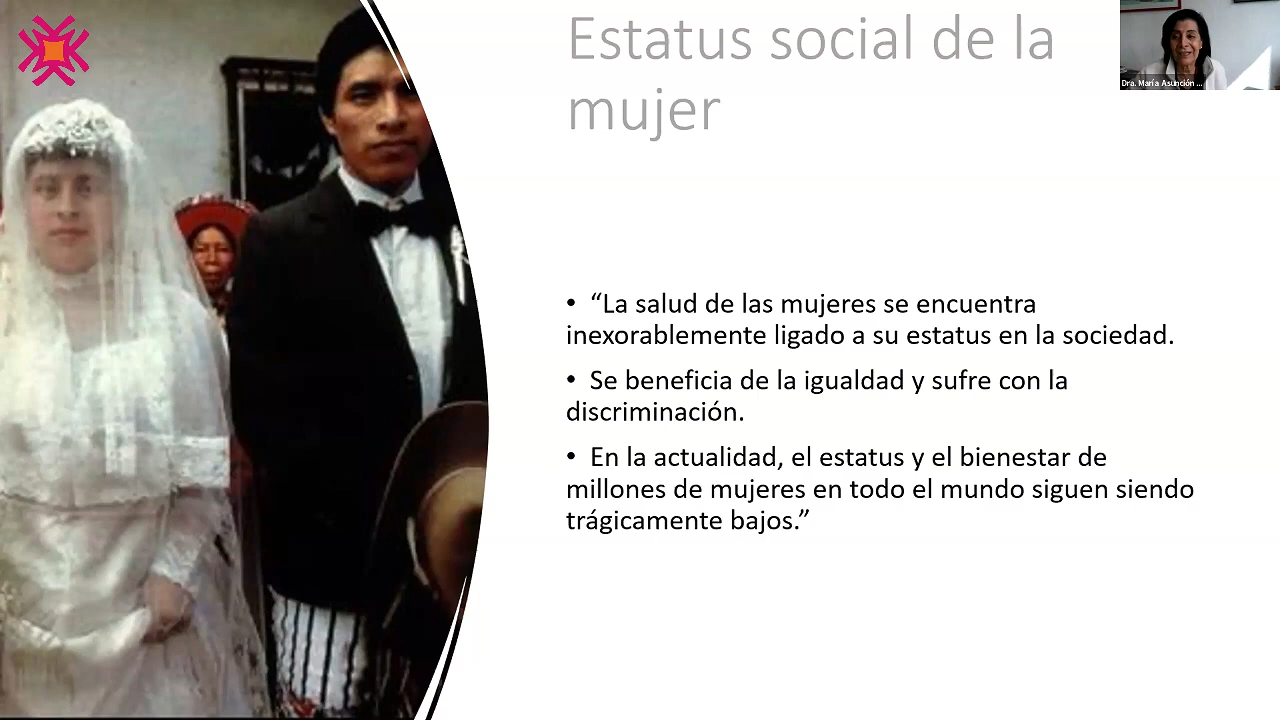 Estatus social de la
mujer
Dra. María Asunción ...
• “La salud de las mujeres se encuentra
inexorablemente ligado a su estatus en la sociedad.
• Se beneficia de la igualdad y sufre con la
discriminación.
• En la actualidad, el estatus y el bienestar de
millones de mujeres en todo el mundo siguen siendo
trágicamente bajos.”